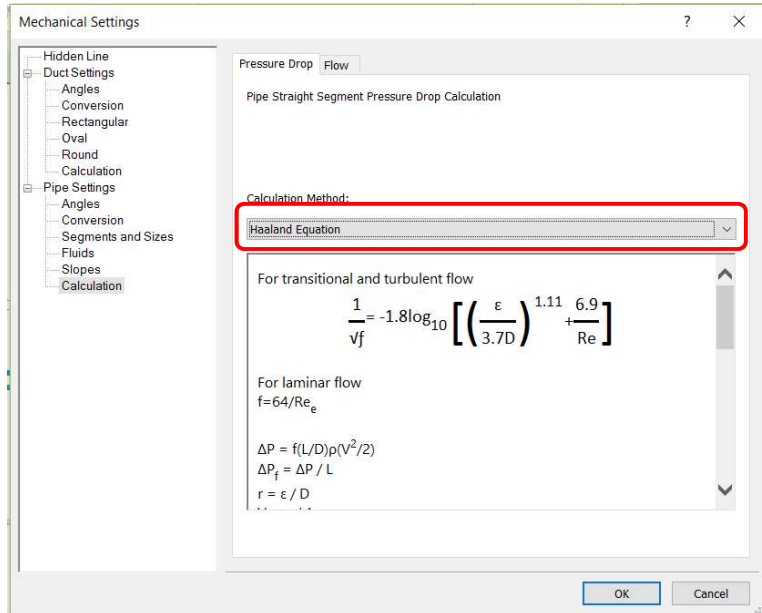 Mechanical Settings
? ×
Hidden Line
Duct Settings
Angles
Conversion
Rectangular
Oval
Round
Calculation
Pipe Settings
Angles
Conversion
Segments and Sizes
Fluids
Slopes
Calculation
Pressure Drop Flow
Pipe Straight Segment Pressure Drop Calculation
Calculation Method:
Haaland Equation
For transitional and turbulent flow
1/√f = -1.8log₁₀[(ε/3.7D)^1.11 + 6.9/Re]
For laminar flow
f=64/Reₑ
ΔP = f(L/D)ρ(V²/2)
ΔP_f = ΔP / L
r = ε / D
OK Cancel